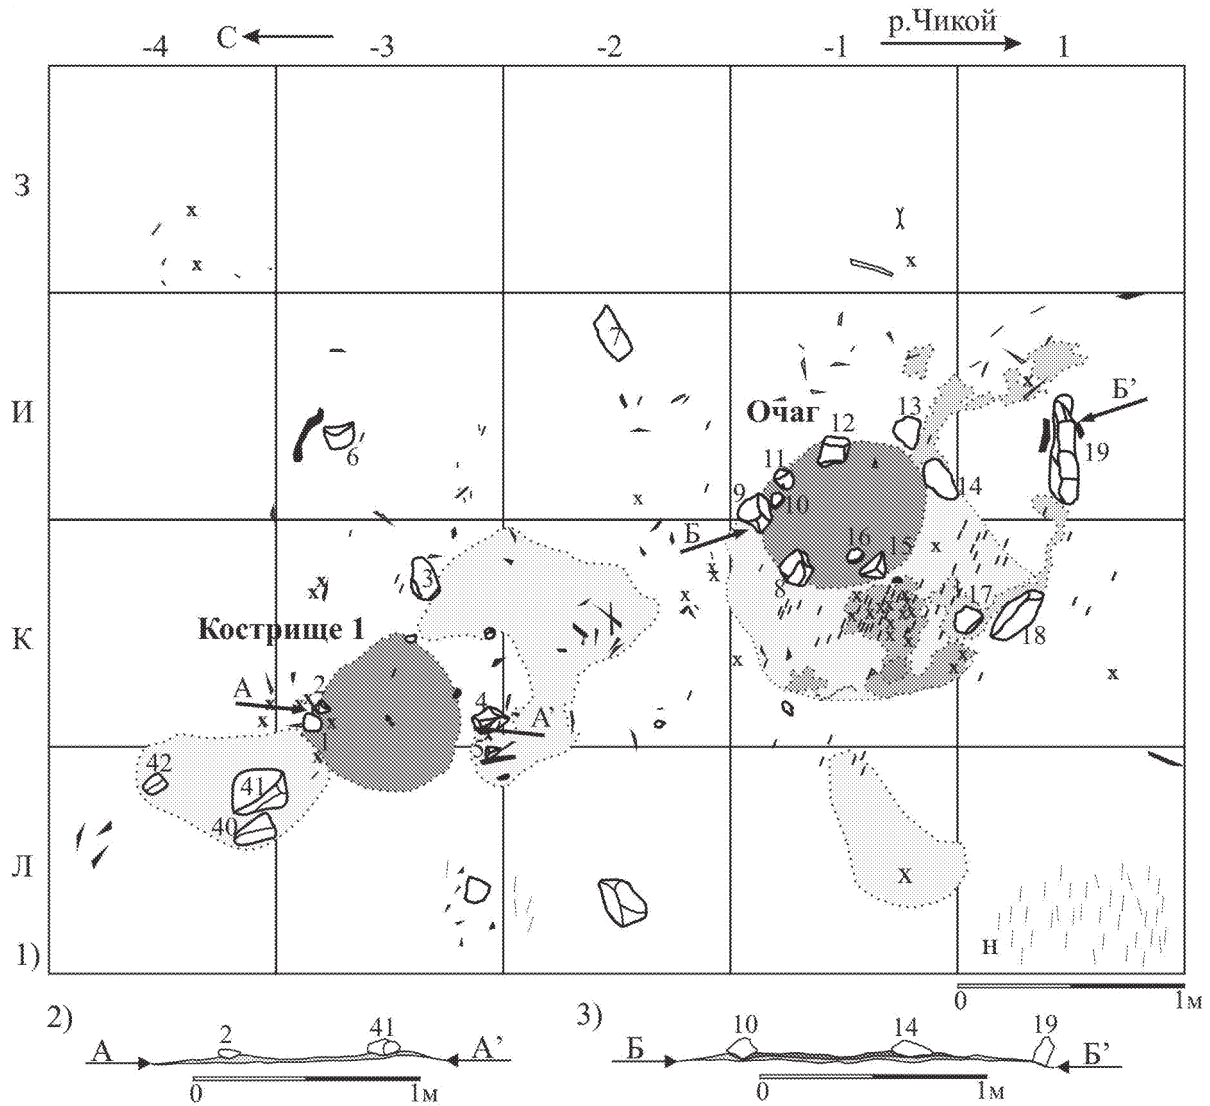 С
р.Чикой
-4 -3 -2 -1 1
З
x
x
x
И
7
x
Б’
Очаг
13
12
6
19
11
14
9
10
x
К
Б
16
15
x
3
8
x
x
x
17
18
Кострище 1
x
x
А
2
4
А’
x
1
5
42
41
40
Л
x
н
1)
0 1м
2)
2
41
А
А’
0 1м
3)
10
14
19
Б
Б’
0 1м